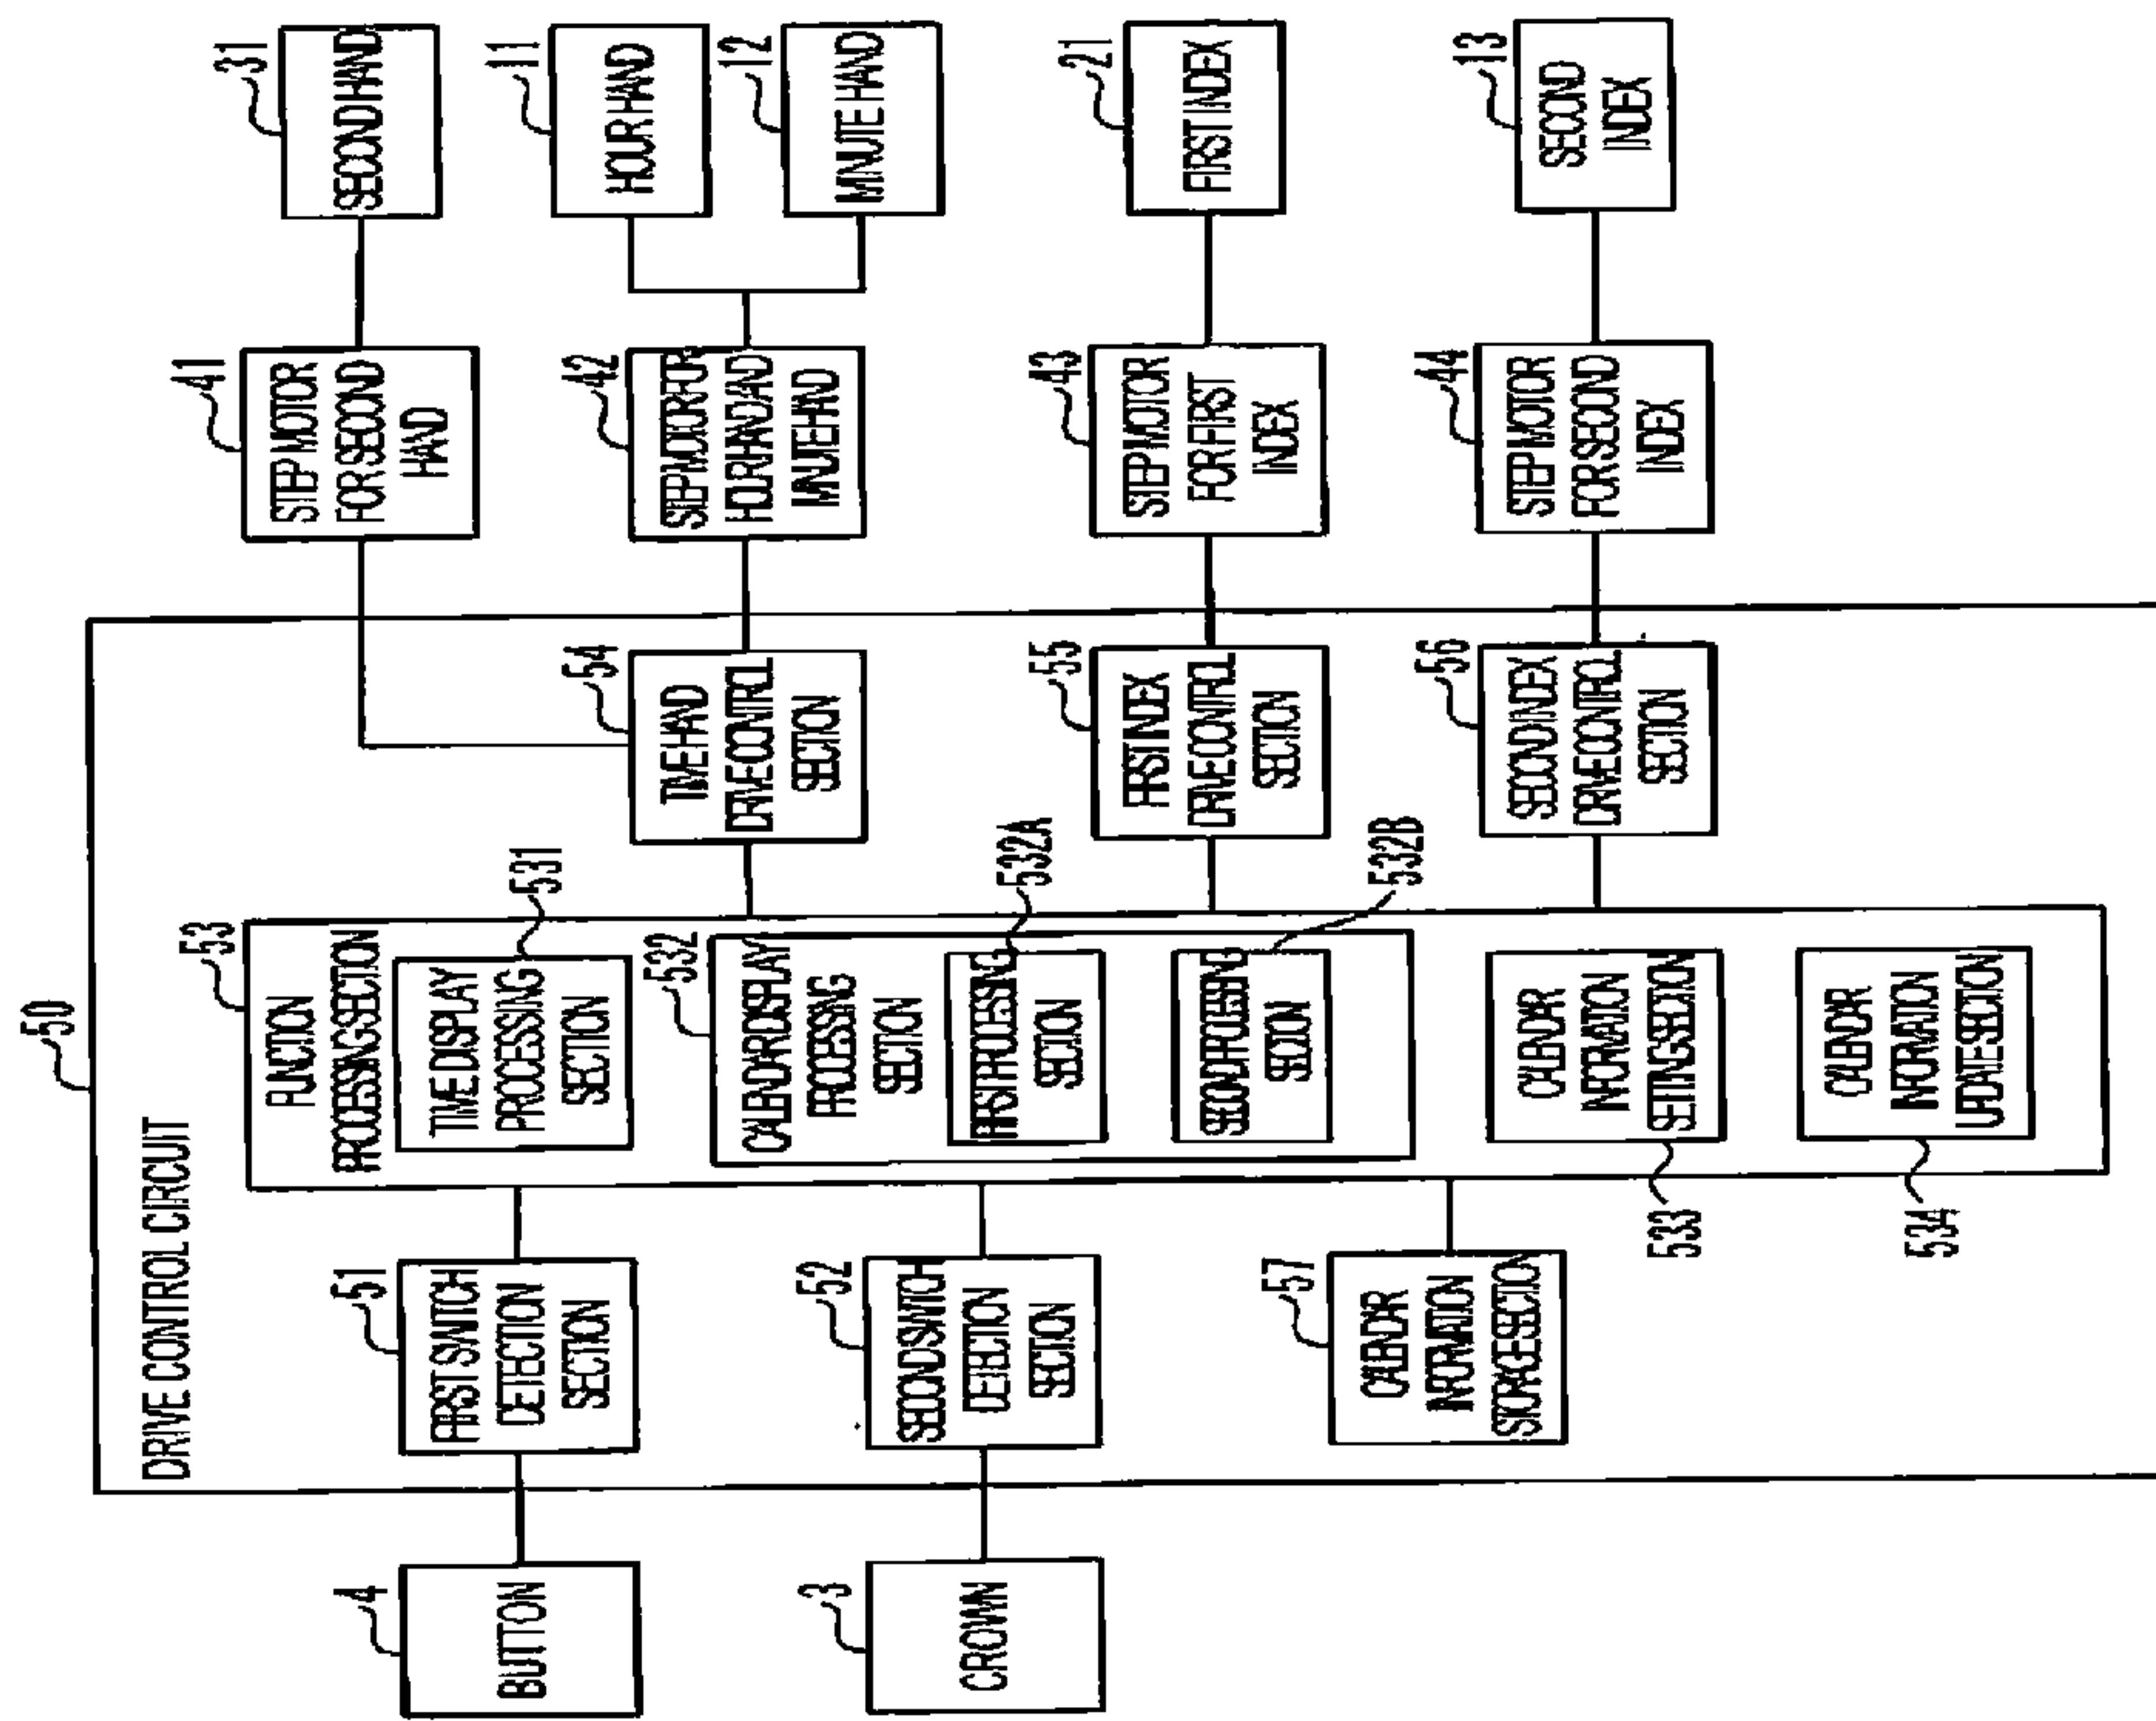 50
DRIVE CONTROL CIRCUIT
4
BUTTON
3
CROWN
51
FIRST SWITCH
DETECTION
SECTION
52
SECOND SWITCH
DETECTION
SECTION
57
CALENDAR
INFORMATION
STORAGE SECTION
53
FUNCTION
PROCESSING SECTION
531
TIME DISPLAY
PROCESSING
SECTION
532
CALENDAR DISPLAY
PROCESSING
SECTION
532A
FIRST PROCESSING
SECTION
532B
SECOND PROCESSING
SECTION
533
CALENDAR
INFORMATION
SETTING SECTION
534
CALENDAR
INFORMATION
UPDATE SECTION
54
TIME HAND
DRIVE CONTROL
SECTION
55
FIRST INDEX
DRIVE CONTROL
SECTION
56
SECOND INDEX
DRIVE CONTROL
SECTION
41
STEP MOTOR
FOR SECOND
HAND
42
STEP MOTOR FOR
HOUR HAND AND
MINUTE HAND
43
STEP MOTOR
FOR FIRST
INDEX
44
STEP MOTOR
FOR SECOND
INDEX
31
SECOND HAND
11
HOUR HAND
12
MINUTE HAND
21
FIRST INDEX
13
SECOND
INDEX